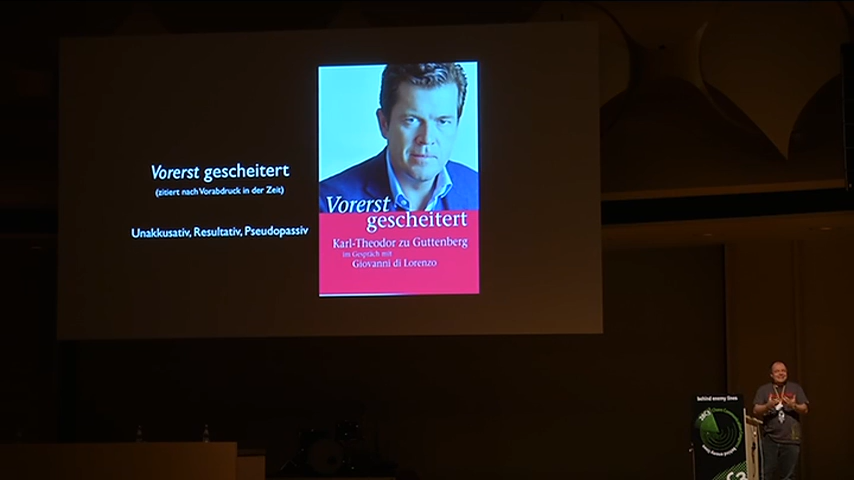 Vorerst gescheitert
(zitiert nach Vorabdruck in der Zeit)
Unakkusativ, Resultativ, Pseudopassiv
Vorerst
gescheitert
Karl-Theodor zu Guttenberg
im Gespräch mit
Giovanni di Lorenzo
behind enemy lines